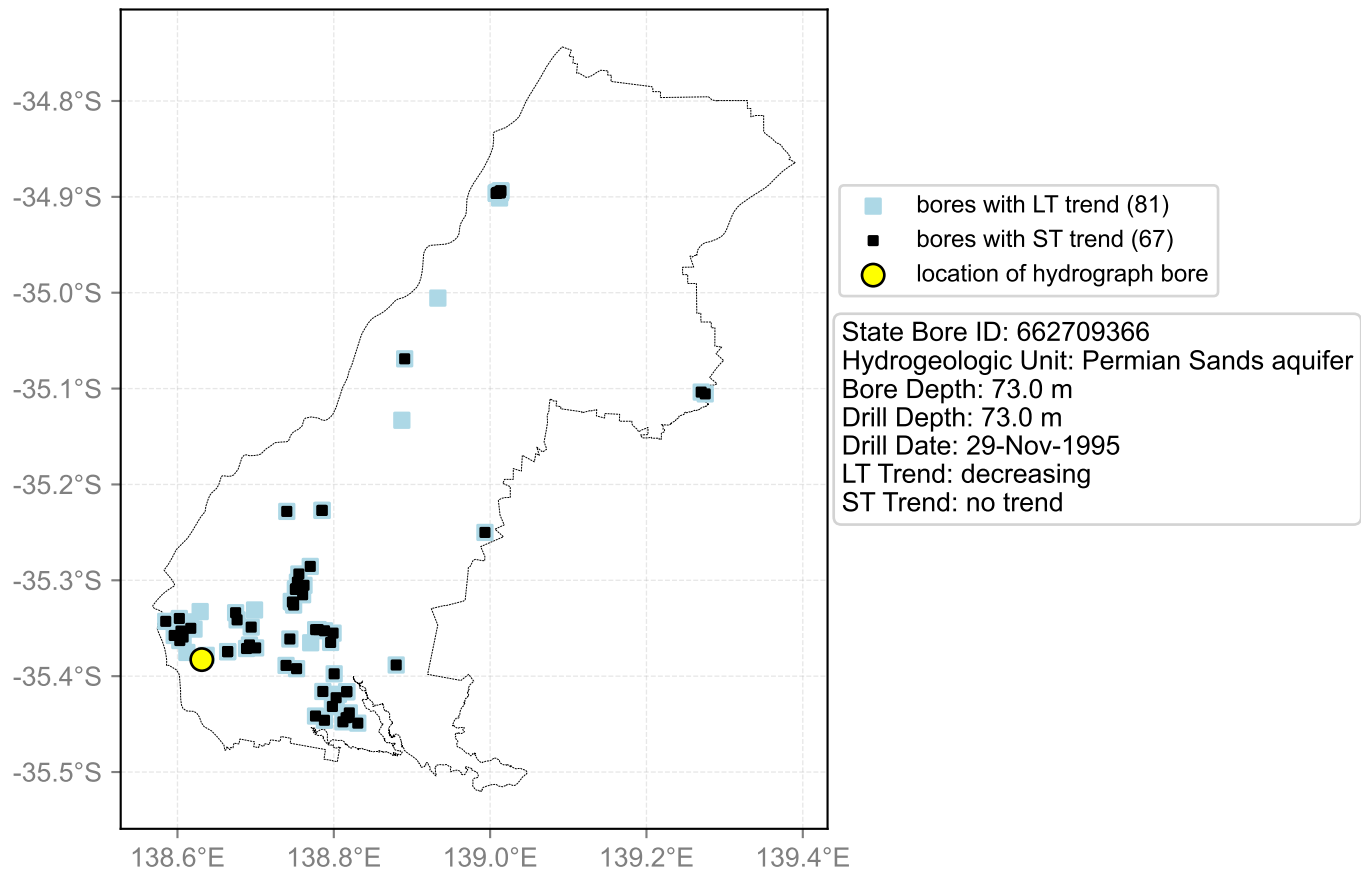 -34.8°S
-34.9°S
-35.0°S
-35.1°S
-35.2°S
-35.3°S
-35.4°S
-35.5°S
138.6°E
138.8°E
139.0°E
139.2°E
139.4°E
bores with LT trend (81)
bores with ST trend (67)
location of hydrograph bore
State Bore ID: 662709366
Hydrogeologic Unit: Permian Sands aquifer
Bore Depth: 73.0 m
Drill Depth: 73.0 m
Drill Date: 29-Nov-1995
LT Trend: decreasing
ST Trend: no trend